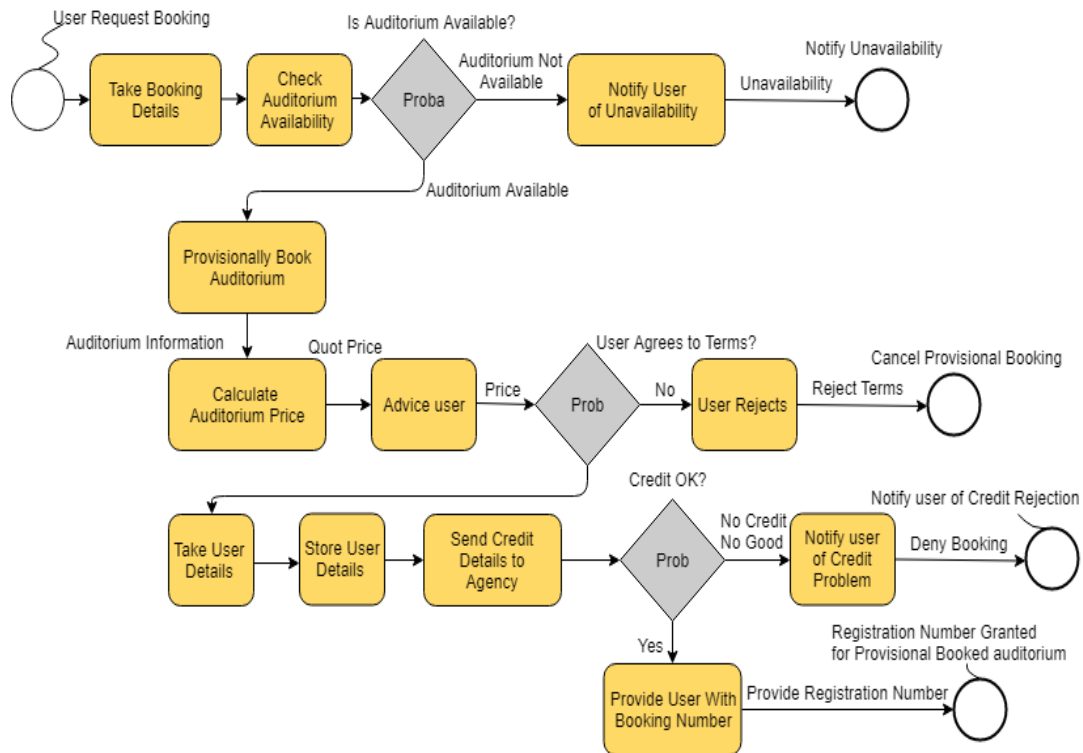 User Request Booking
Is Auditorium Available?
Notify Unavailability
Take Booking
Details
Check
Auditorium
Availability
Proba
Auditorium Not
Available
Notify User
of Unavailability
Unavailability
Auditorium Available
Provisionally Book
Auditorium
Auditorium Information
Quot Price
User Agrees to Terms?
Cancel Provisional Booking
Calculate
Auditorium Price
Advice user
Price
Prob
No
User Rejects
Reject Terms
Credit OK?
Notify user of Credit Rejection
Take User
Details
Store User
Details
Send Credit
Details to
Agency
Prob
No Credit
No Good
Notify user
of Credit
Problem
Deny Booking
Yes
Registration Number Granted
for Provisional Booked auditorium
Provide User With
Booking Number
Provide Registration Number